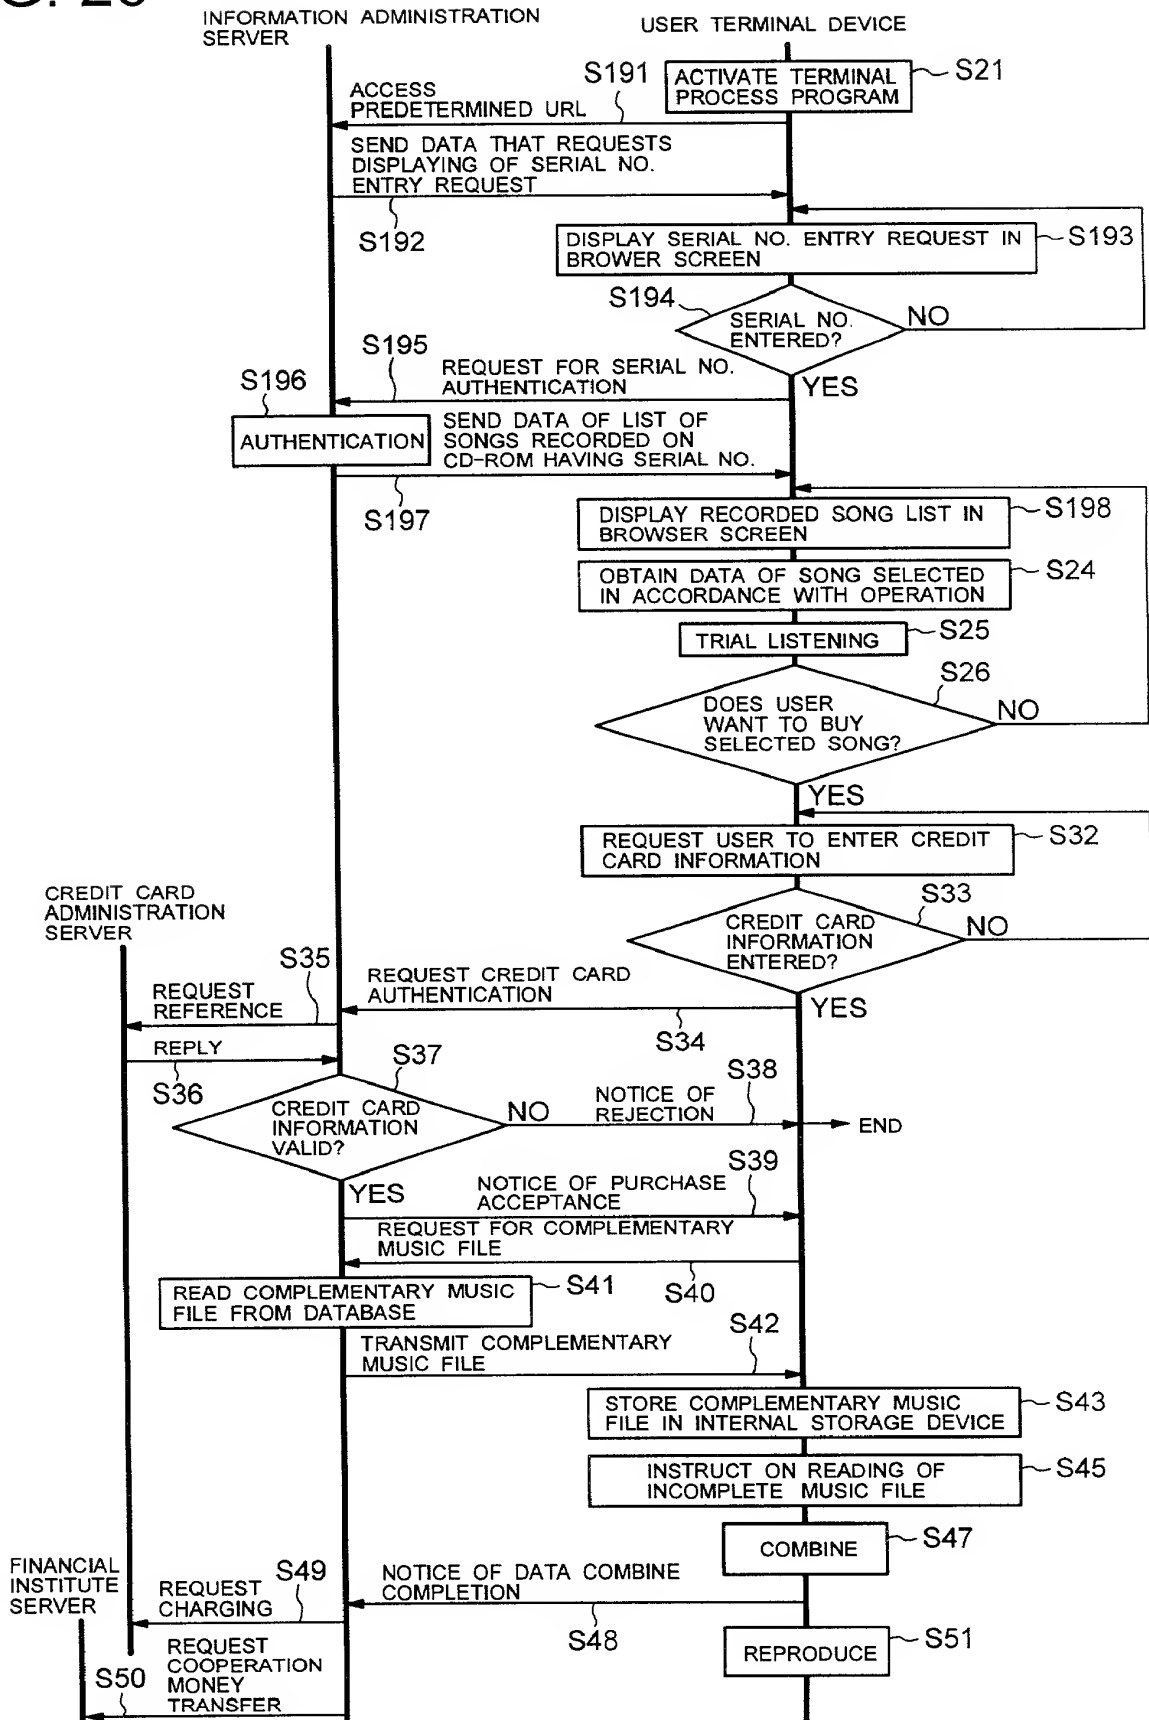 INFORMATION ADMINISTRATION
SERVER
USER TERMINAL DEVICE
ACTIVATE TERMINAL
PROCESS PROGRAM
S21
S191
ACCESS
PREDETERMINED URL
SEND DATA THAT REQUESTS
DISPLAYING OF SERIAL NO.
ENTRY REQUEST
S192
DISPLAY SERIAL NO. ENTRY REQUEST IN
BROWER SCREEN
S193
S194
SERIAL NO.
ENTERED?
NO
YES
S195
REQUEST FOR SERIAL NO.
AUTHENTICATION
S196
AUTHENTICATION
SEND DATA OF LIST OF
SONGS RECORDED ON
CD-ROM HAVING SERIAL NO.
S197
DISPLAY RECORDED SONG LIST IN
BROWSER SCREEN
S198
OBTAIN DATA OF SONG SELECTED
IN ACCORDANCE WITH OPERATION
S24
TRIAL LISTENING
S25
S26
DOES USER
WANT TO BUY
SELECTED SONG?
NO
YES
REQUEST USER TO ENTER CREDIT
CARD INFORMATION
S32
CREDIT CARD
ADMINISTRATION
SERVER
S33
CREDIT CARD
INFORMATION
ENTERED?
NO
YES
S35
REQUEST
REFERENCE
REQUEST CREDIT CARD
AUTHENTICATION
S34
REPLY
S36
S37
CREDIT CARD
INFORMATION
VALID?
NO
NOTICE OF
REJECTION
S38
END
YES
NOTICE OF PURCHASE
ACCEPTANCE
S39
REQUEST FOR COMPLEMENTARY
MUSIC FILE
S40
READ COMPLEMENTARY MUSIC
FILE FROM DATABASE
S41
TRANSMIT COMPLEMENTARY
MUSIC FILE
S42
STORE COMPLEMENTARY MUSIC
FILE IN INTERNAL STORAGE DEVICE
S43
INSTRUCT ON READING OF
INCOMPLETE MUSIC FILE
S45
COMBINE
S47
FINANCIAL
INSTITUTE
SERVER
S49
REQUEST
CHARGING
NOTICE OF DATA COMBINE
COMPLETION
S48
REPRODUCE
S51
S50
REQUEST
COOPERATION
MONEY
TRANSFER